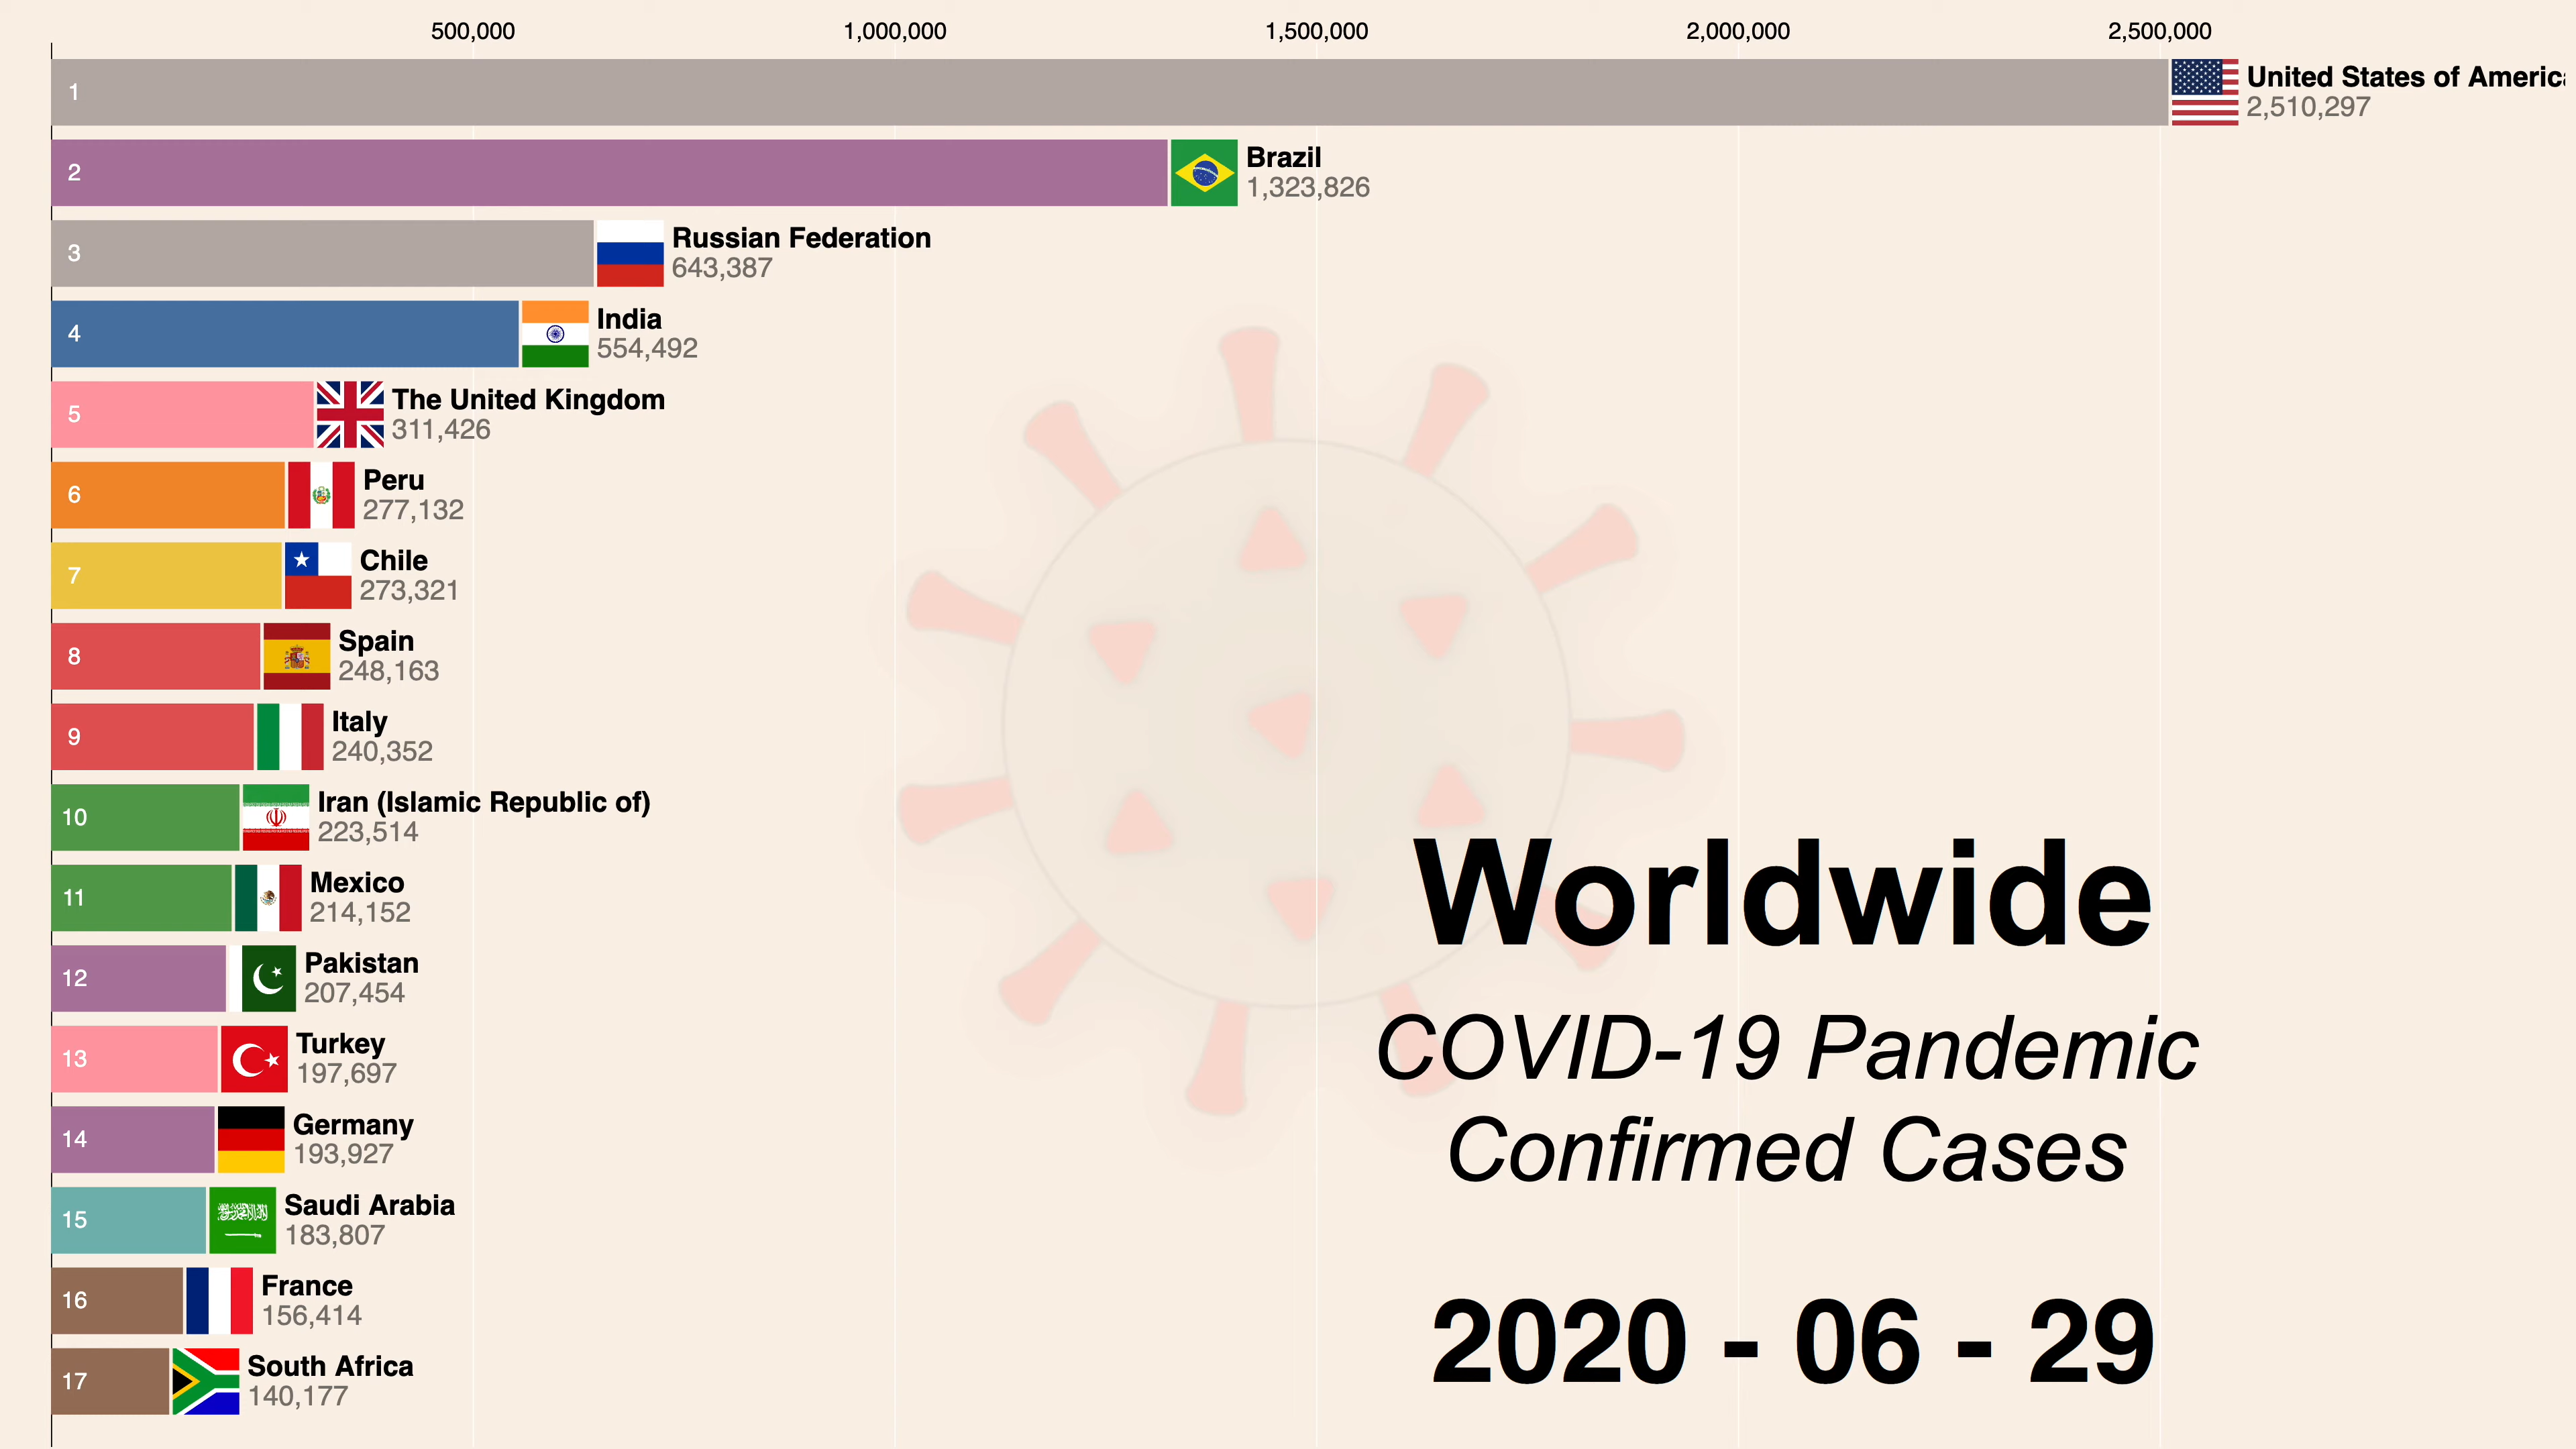 500,000 1,000,000 1,500,000 2,000,000 2,500,000
1 United States of America
2,510,297
2 Brazil
1,323,826
3 Russian Federation
643,387
4 India
554,492
5 The United Kingdom
311,426
6 Peru
277,132
7 Chile
273,321
8 Spain
248,163
9 Italy
240,352
10 Iran (Islamic Republic of)
223,514
11 Mexico
214,152
12 Pakistan
207,454
13 Turkey
197,697
14 Germany
193,927
15 Saudi Arabia
183,807
16 France
156,414
17 South Africa
140,177
Worldwide
COVID-19 Pandemic
Confirmed Cases
2020 - 06 - 29